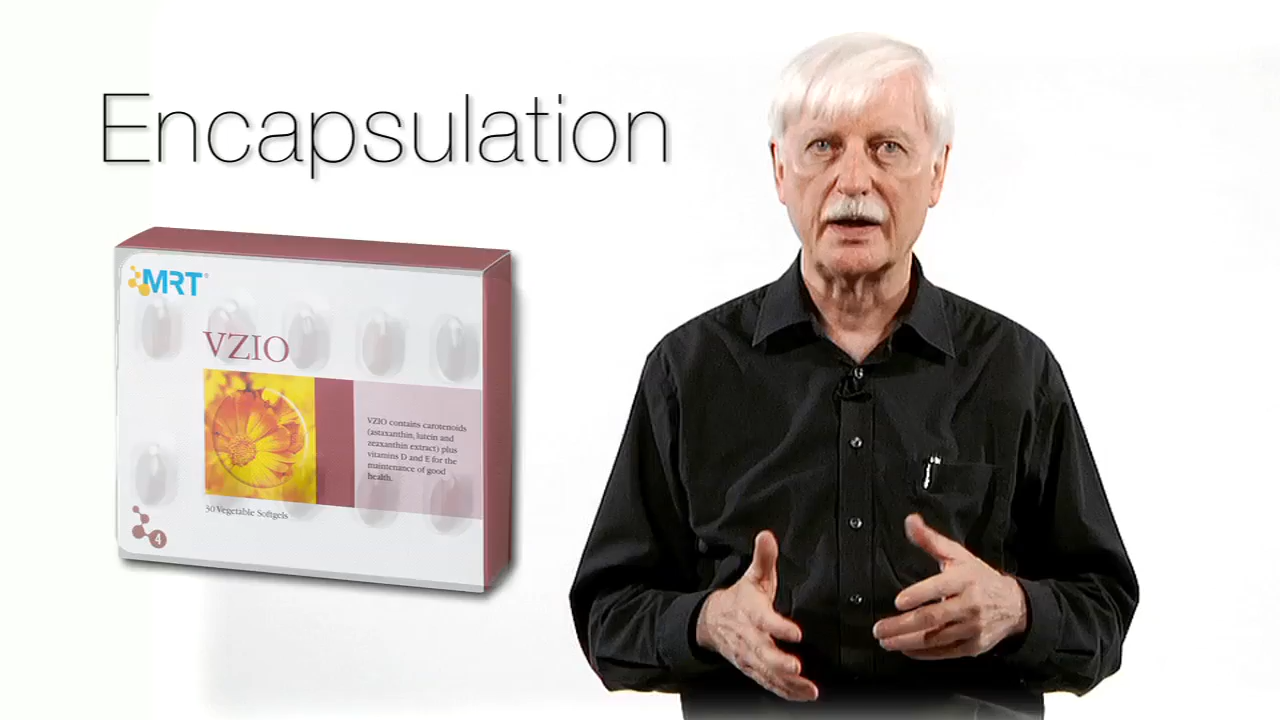 Encapsulation
MRT®
VZIO
VZIO contains carotenoids
(astaxanthin, lutein and
zeaxanthin extract) plus
vitamins D and E for the
maintenance of good
health.
30 Vegetable Softgels
4